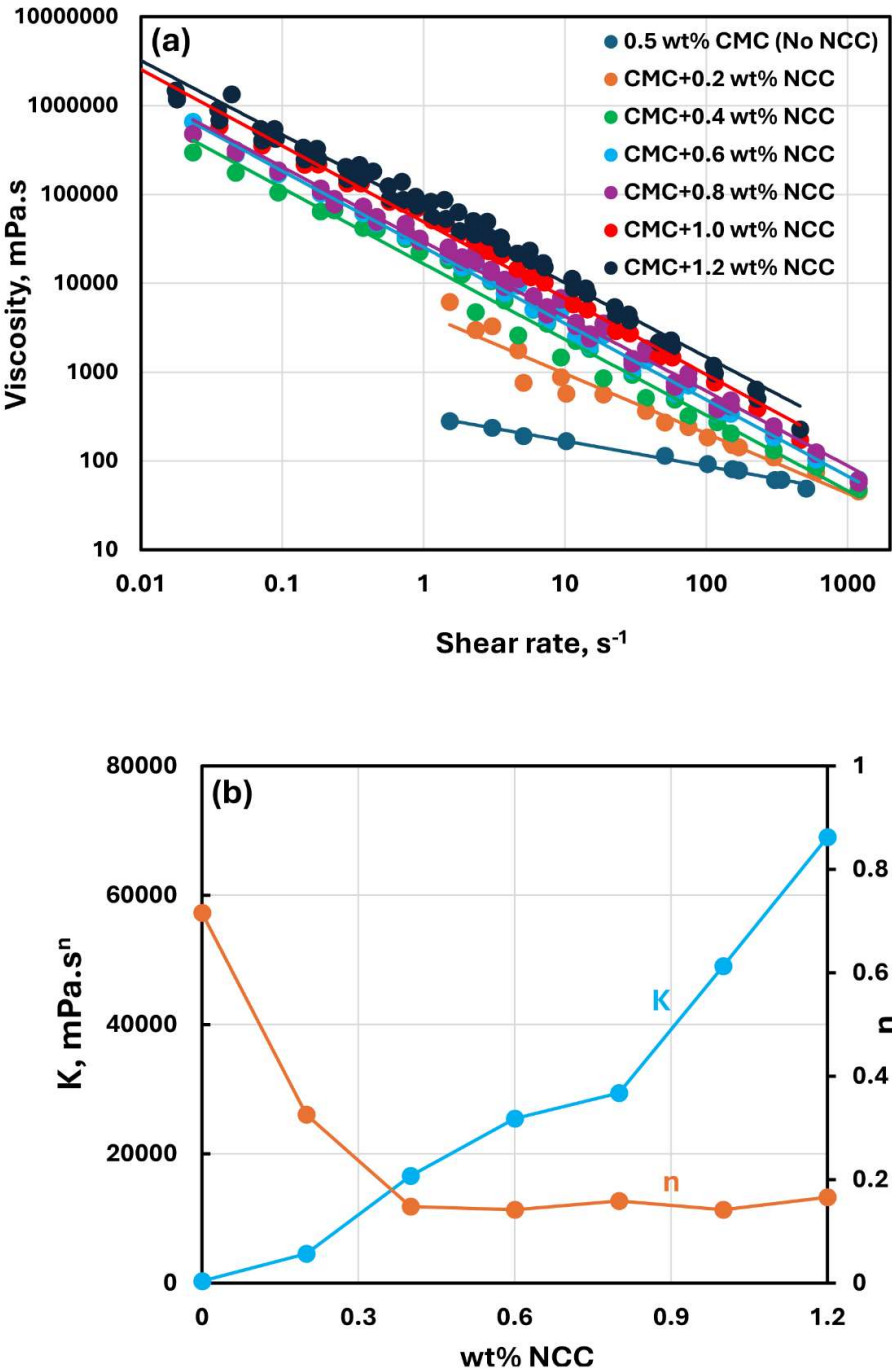 (a)
10000000
1000000
100000
10000
1000
100
10
Viscosity, mPa.s
0.5 wt% CMC (No NCC)
CMC+0.2 wt% NCC
CMC+0.4 wt% NCC
CMC+0.6 wt% NCC
CMC+0.8 wt% NCC
CMC+1.0 wt% NCC
CMC+1.2 wt% NCC
0.01 0.1 1 10 100 1000
Shear rate, s⁻¹
(b)
80000
60000
40000
20000
0
K, mPa.sⁿ
K
n
1
0.8
0.6
0.4
0.2
0
n
0 0.3 0.6 0.9 1.2
wt% NCC